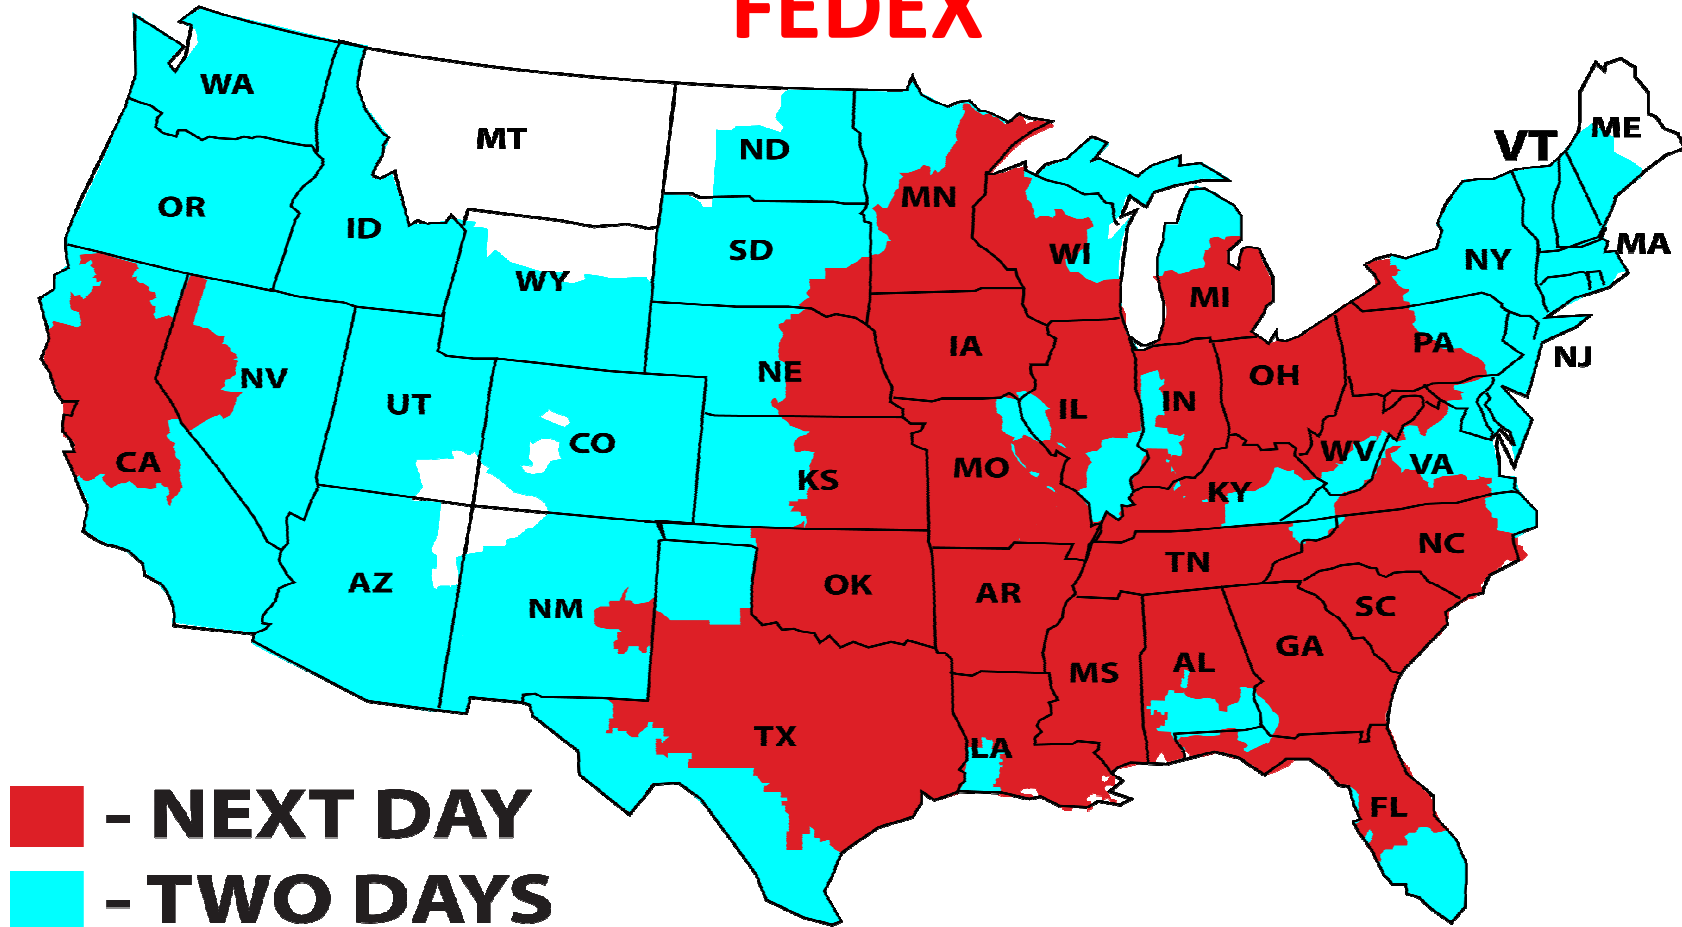 FEDEX
WA
MT
ND
MN
VT
ME
OR
ID
SD
WI
MA
NY
WY
MI
IA
PA
NJ
NV
UT
NE
OH
CO
IL
IN
CA
KS
MO
WV
VA
KY
NC
AZ
NM
OK
AR
TN
SC
MS
AL
GA
TX
LA
FL
- NEXT DAY
- TWO DAYS